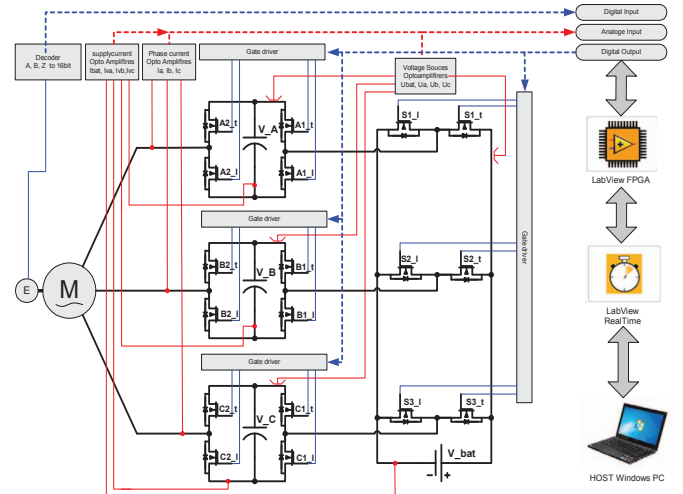 Digital Input
Analoge Input
Digital Output
Decoder
A, B, Z to 16bit
supplycurrent
Opto Amplifires
Ibat, Iva, Ivb,Ivc
Phase current
Opto Amplifires
Ia, Ib, Ic
Gate driver
Voltage Souces
Optoamplifirers
Ubat, Ua, Ub, Uc
A2_t
V_A
A1_t
A2_l
A1_l
S1_l
S1_t
Gate driver
LabView FPGA
Gate driver
B2_t
V_B
B1_t
B2_l
B1_l
S2_l
S2_t
E
M
LabView
RealTime
Gate driver
C2_t
V_C
C1_t
C2_l
C1_l
S3_l
S3_t
V_bat
HOST Windows PC